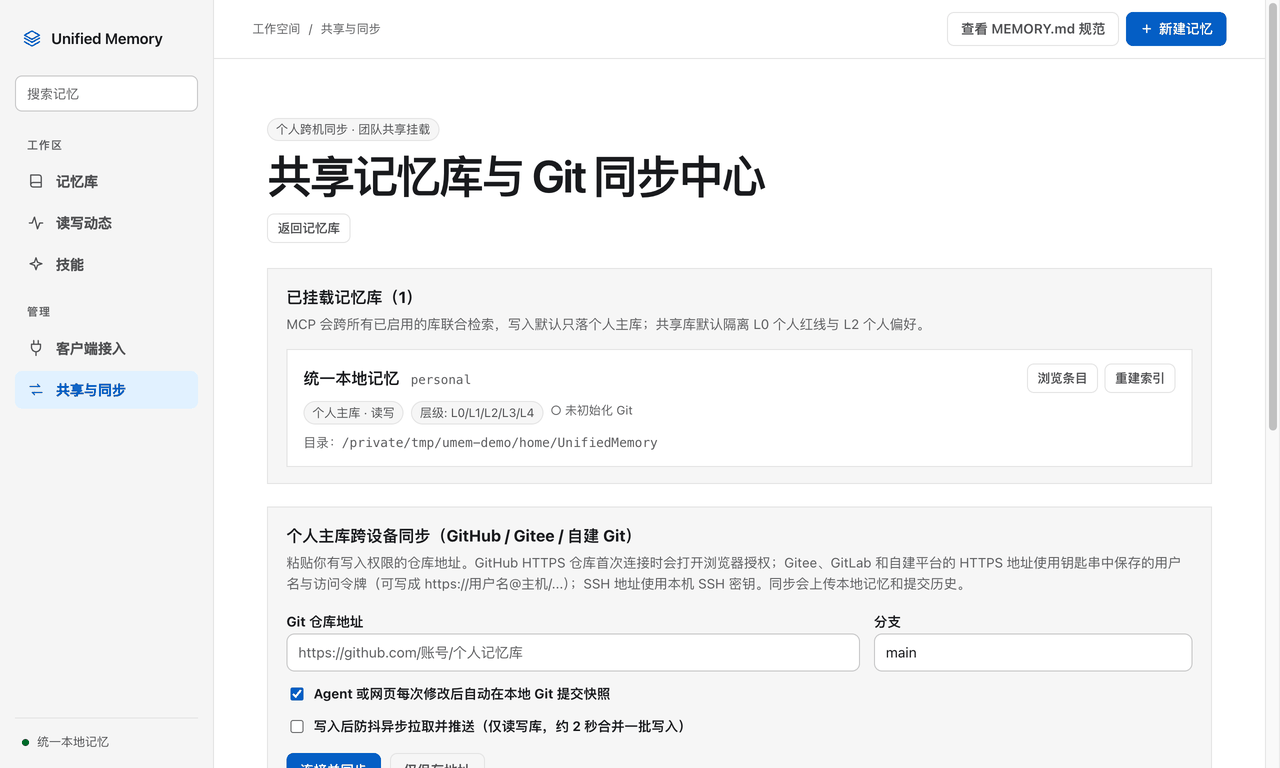 Unified Memory
搜索记忆
工作区
记忆库
读写动态
技能
管理
客户端接入
共享与同步
统一本地记忆
工作空间 / 共享与同步
查看 MEMORY.md 规范
+ 新建记忆
个人跨机同步 · 团队共享挂载
共享记忆库与 Git 同步中心
返回记忆库
已挂载记忆库（1）
MCP 会跨所有已启用的库联合检索，写入默认只落个人主库；共享库默认隔离 L0 个人红线与 L2 个人偏好。
统一本地记忆 personal
浏览条目
重建索引
个人主库 · 读写
层级: L0/L1/L2/L3/L4
未初始化 Git
目录：/private/tmp/umem-demo/home/UnifiedMemory
个人主库跨设备同步（GitHub / Gitee / 自建 Git）
粘贴你有写入权限的仓库地址。GitHub HTTPS 仓库首次连接时会打开浏览器授权；Gitee、GitLab 和自建平台的 HTTPS 地址使用钥匙串中保存的用户
名与访问令牌（可写成 https://用户名@主机/...）；SSH 地址使用本机 SSH 密钥。同步会上传本地记忆和提交历史。
Git 仓库地址
分支
https://github.com/账号/个人记忆库
main
Agent 或网页每次修改后自动在本地 Git 提交快照
写入后防抖异步拉取并推送（仅读写库，约 2 秒合并一批写入）
连接并同步
仅保存地址